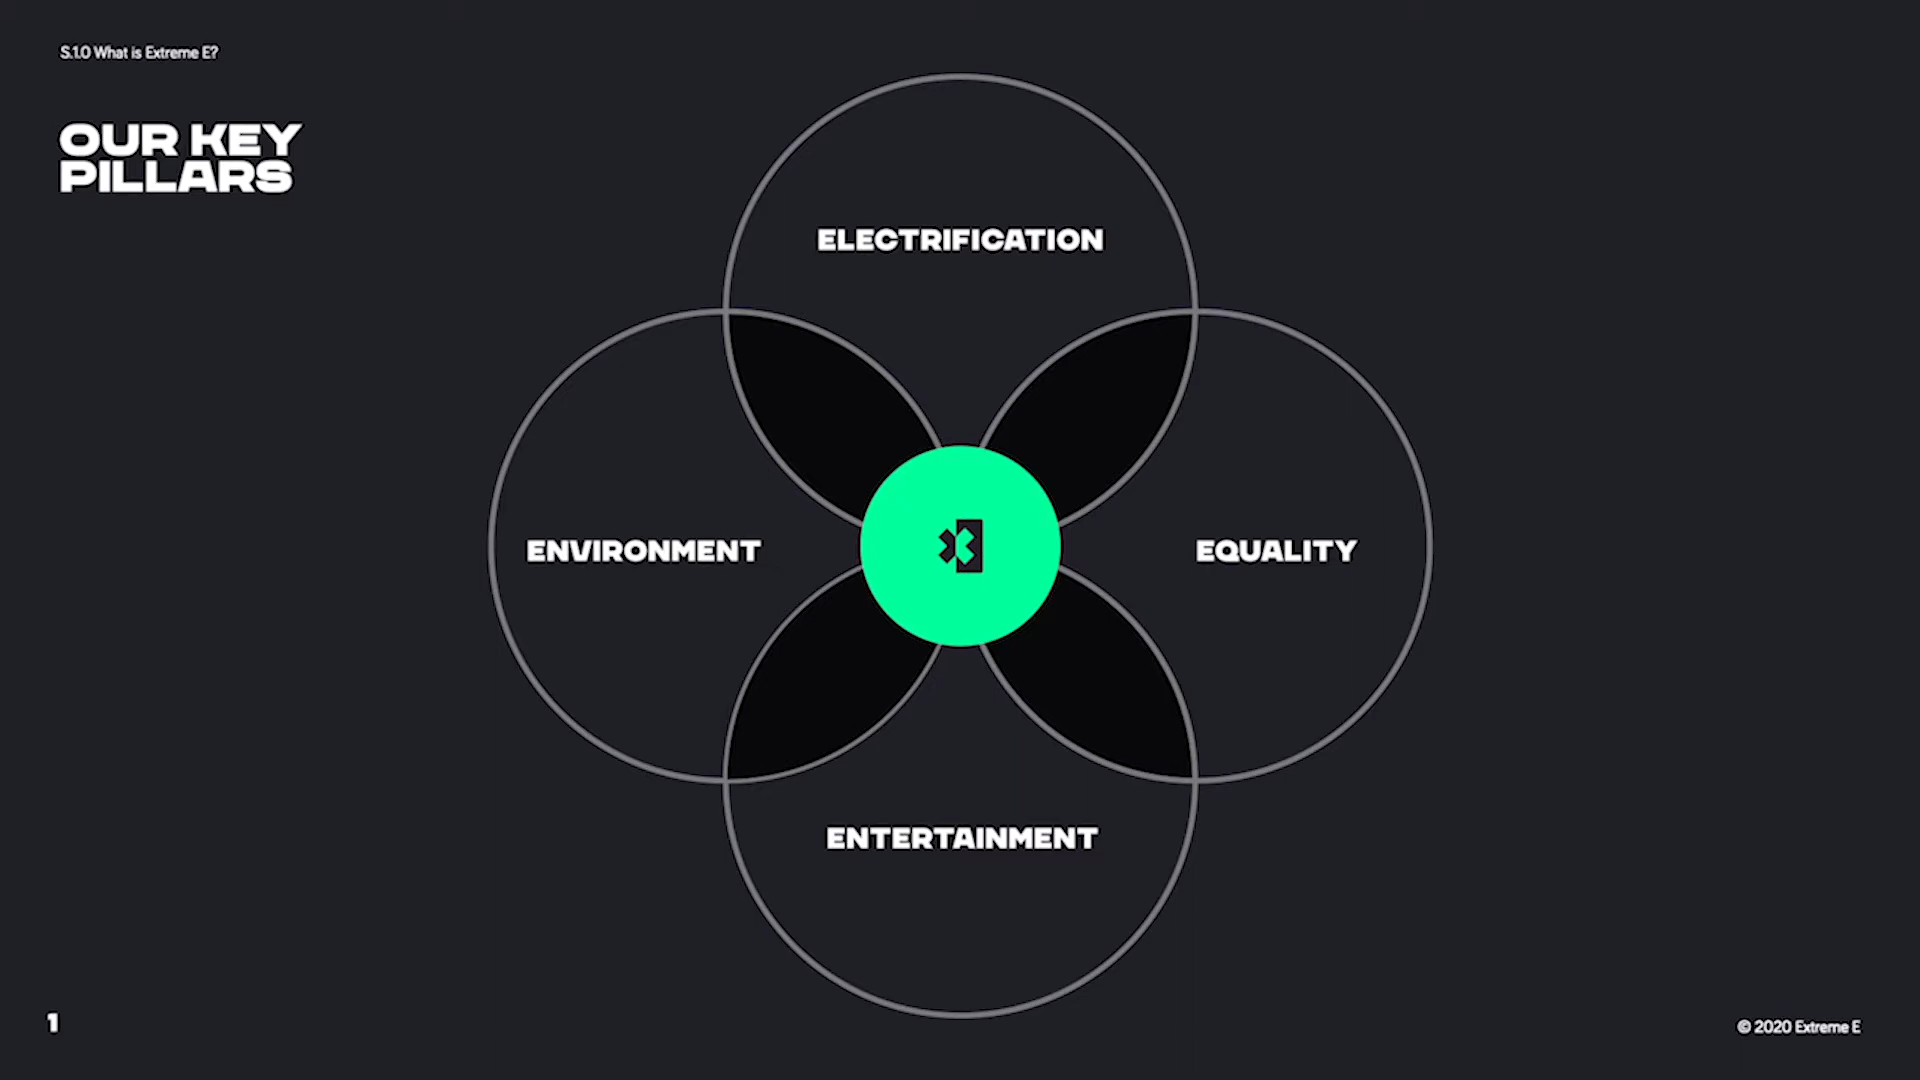 S.1.0 What is Extreme E?
OUR KEY
PILLARS
ELECTRIFICATION
ENVIRONMENT
EQUALITY
ENTERTAINMENT
1
© 2020 Extreme E